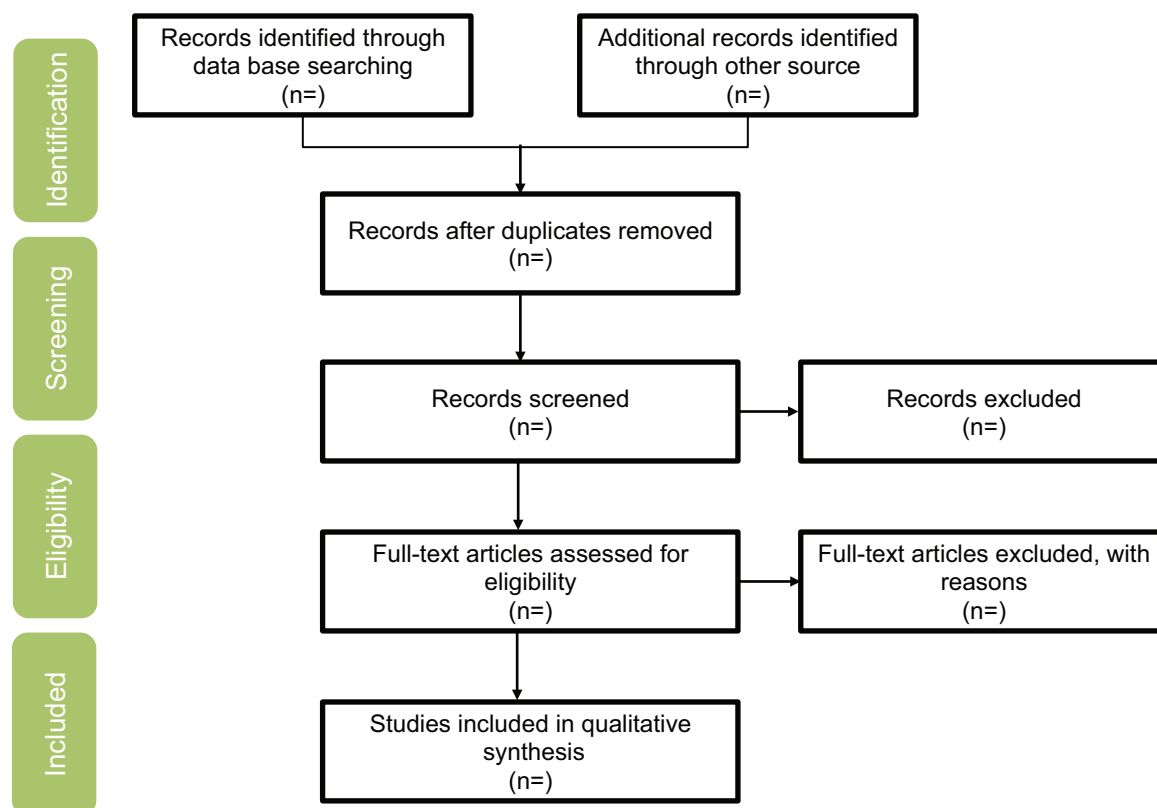 Identification
Records identified through
data base searching
(n=)
Additional records identified
through other source
(n=)
Records after duplicates removed
(n=)
Screening
Records screened
(n=)
Records excluded
(n=)
Eligibility
Full-text articles assessed for
eligibility
(n=)
Full-text articles excluded, with
reasons
(n=)
Included
Studies included in qualitative
synthesis
(n=)